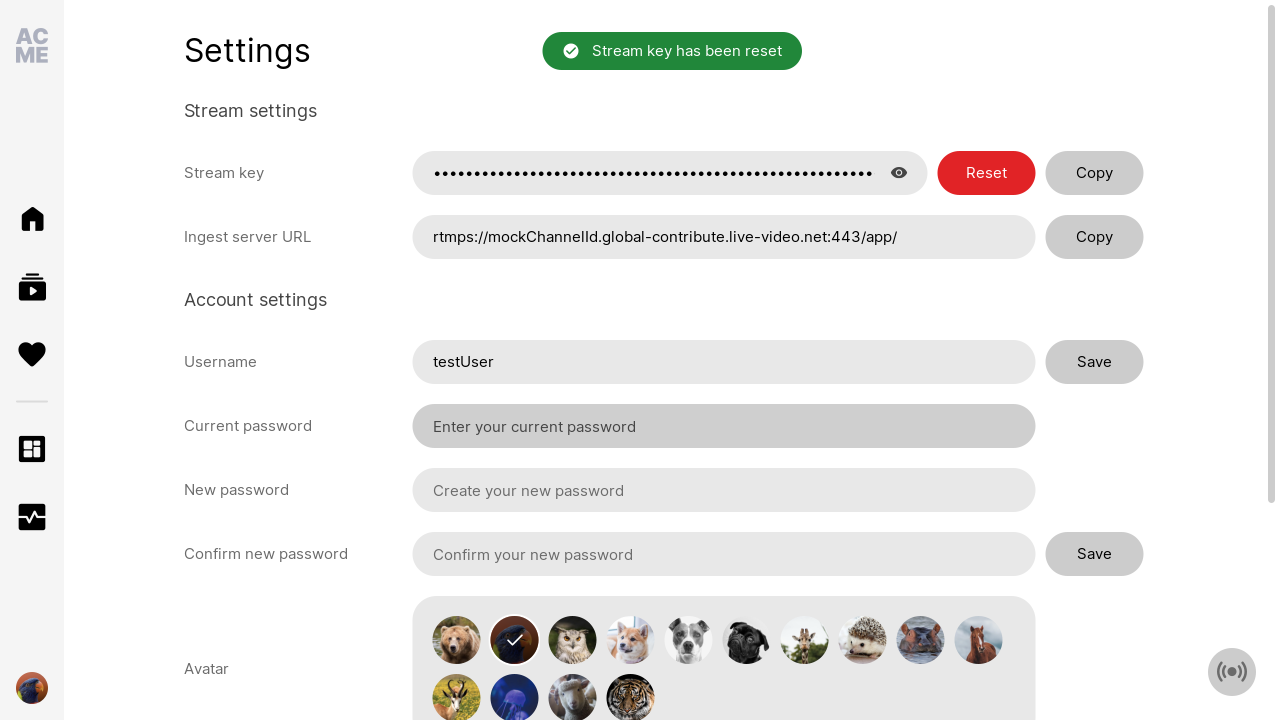 AC
ME
Settings
Stream key has been reset
Stream settings
Stream key
••••••••••••••••••••••••••••••••••••••••••••••••••••••••
Reset
Copy
Ingest server URL
rtmps://mockChannelId.global-contribute.live-video.net:443/app/
Copy
Account settings
Username
testUser
Save
Current password
Enter your current password
New password
Create your new password
Confirm new password
Confirm your new password
Save
Avatar